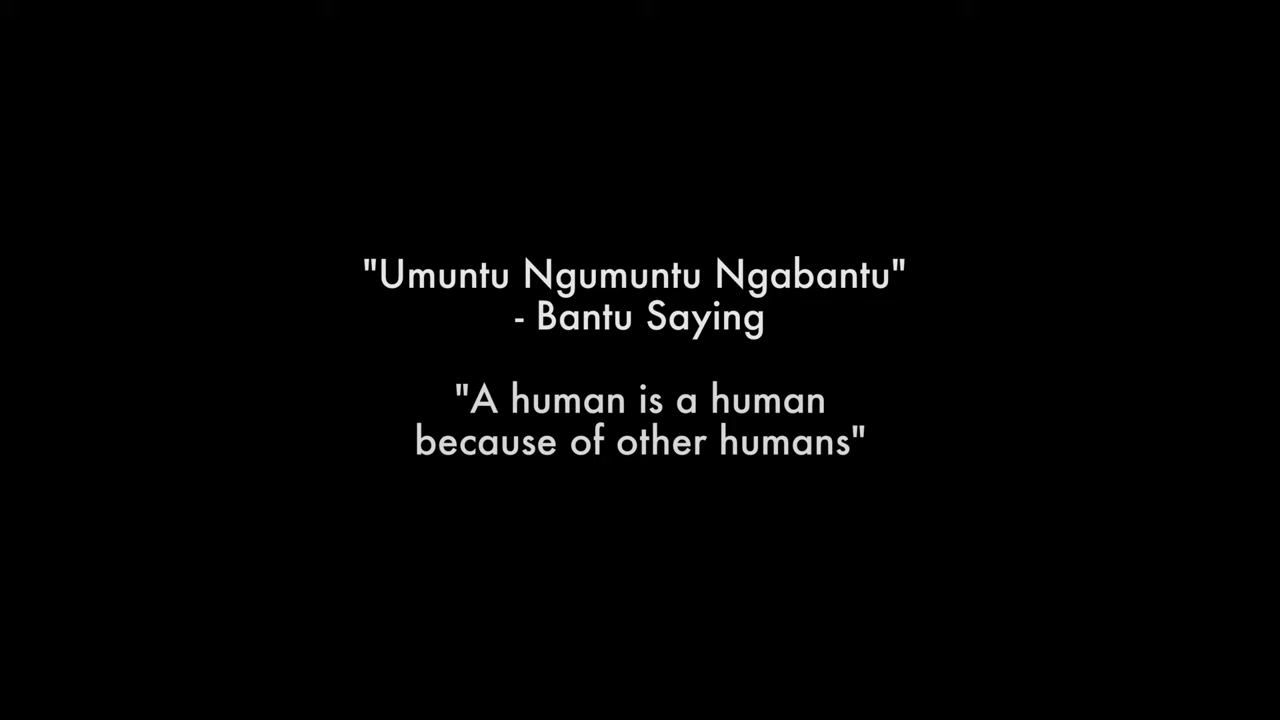 "Umuntu Ngumuntu Ngabantu"
- Bantu Saying
"A human is a human
because of other humans"